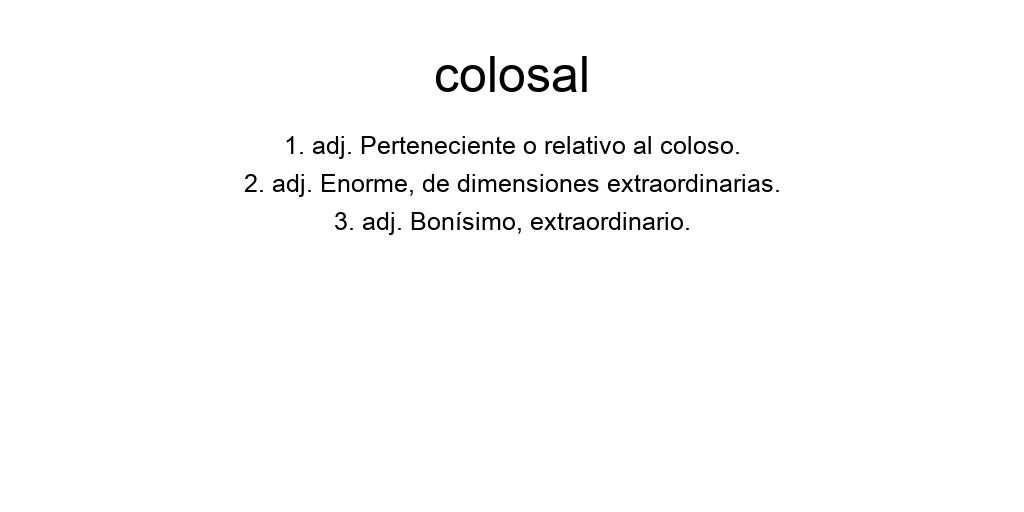 colosal
1. adj. Perteneciente o relativo al coloso.
2. adj. Enorme, de dimensiones extraordinarias.
3. adj. Bonísimo, extraordinario.